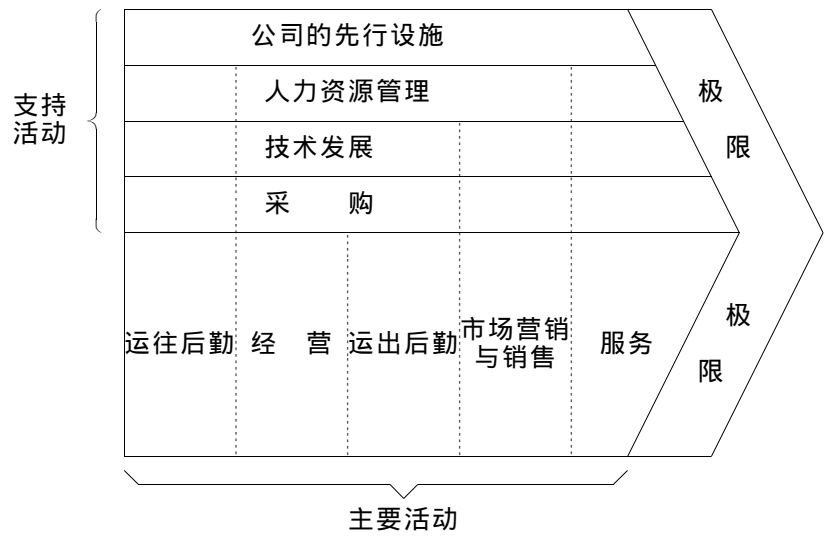 公司的先行设施
人力资源管理
技术发展
采 购
支持
活动
极
限
运往后勤
经 营
运出后勤
市场营销
与销售
服务
极
限
主要活动